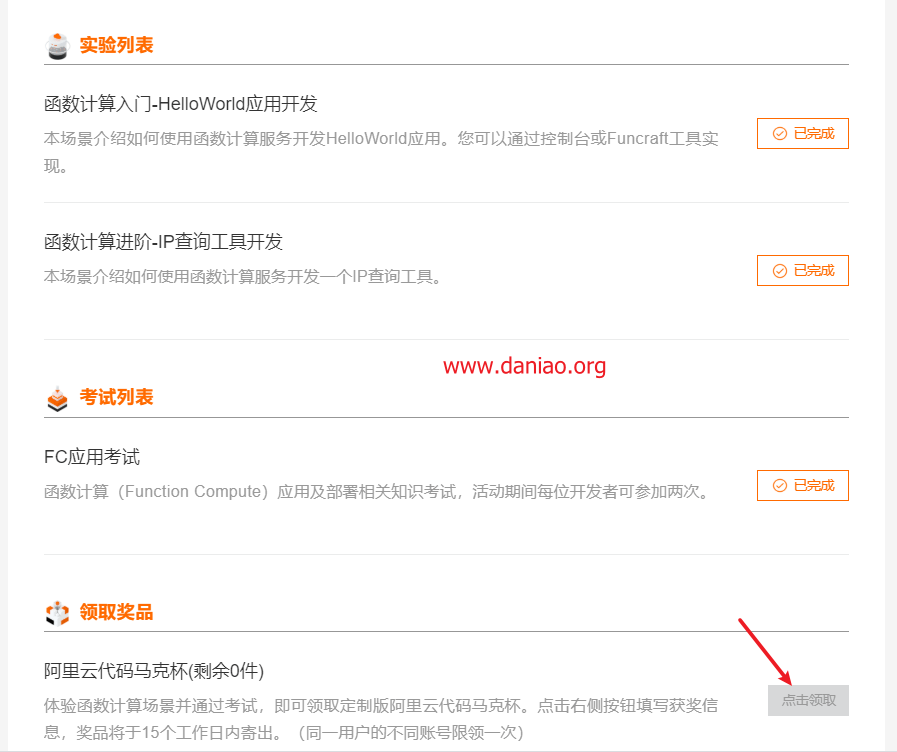 实验列表
函数计算入门-HelloWorld应用开发
本场景介绍如何使用函数计算服务开发HelloWorld应用。您可以通过控制台或Funcraft工具实
现。
已完成
函数计算进阶-IP查询工具开发
本场景介绍如何使用函数计算服务开发一个IP查询工具。
已完成
www.daniao.org
考试列表
FC应用考试
函数计算（Function Compute）应用及部署相关知识考试，活动期间每位开发者可参加两次。
已完成
领取奖品
阿里云代码马克杯(剩余0件)
体验函数计算场景并通过考试，即可领取定制版阿里云代码马克杯。点击右侧按钮填写获奖信
息，奖品将于15个工作日内寄出。（同一用户的不同账号限领一次）
点击领取